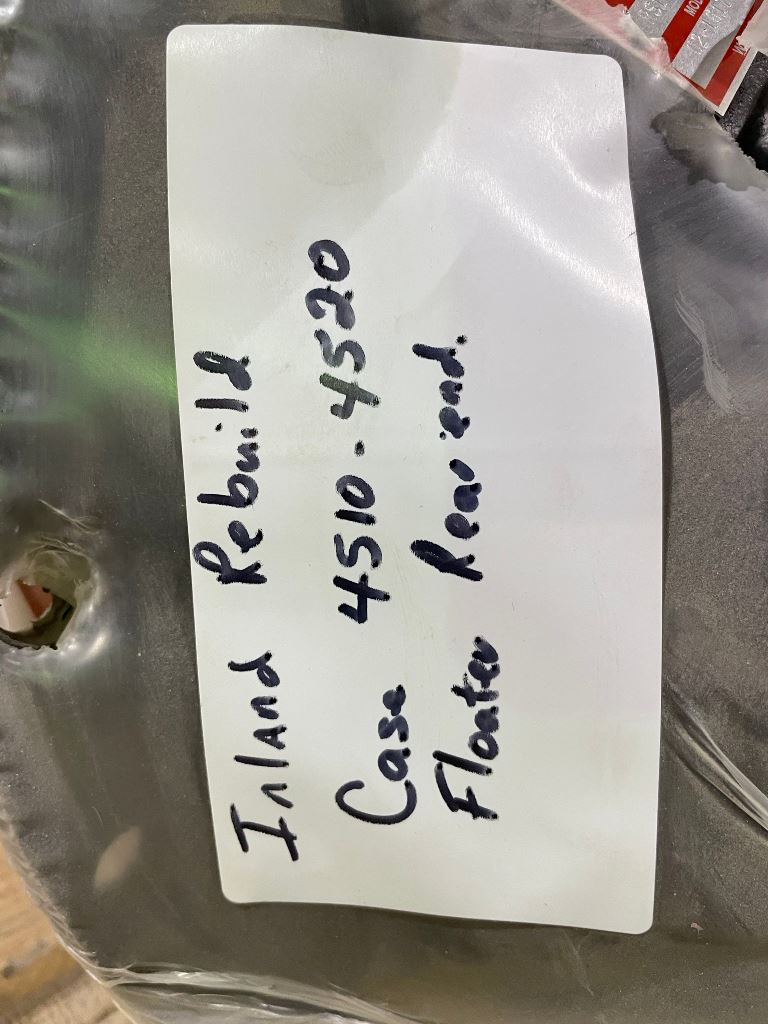 Inland Rebuild
Case 4510-4520
Floater Rear end.